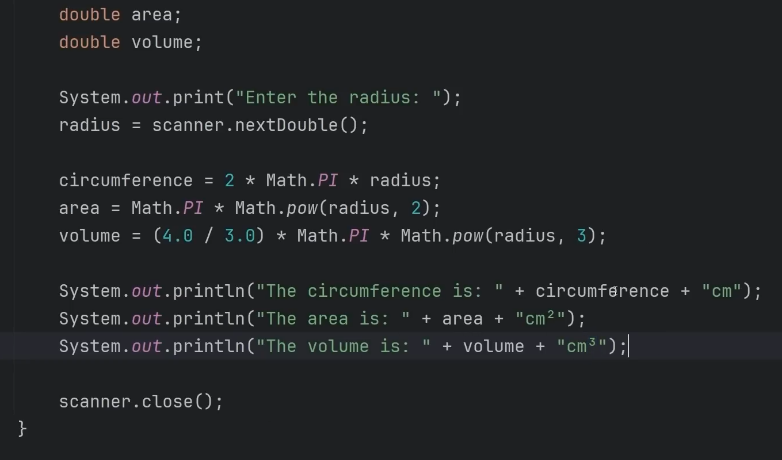 double area;
double volume;
System.out.print("Enter the radius: ");
radius = scanner.nextDouble();
circumference = 2 * Math.PI * radius;
area = Math.PI * Math.pow(radius, 2);
volume = (4.0 / 3.0) * Math.PI * Math.pow(radius, 3);
System.out.println("The circumference is: " + circumference + "cm");
System.out.println("The area is: " + area + "cm²");
System.out.println("The volume is: " + volume + "cm³");
scanner.close();
}